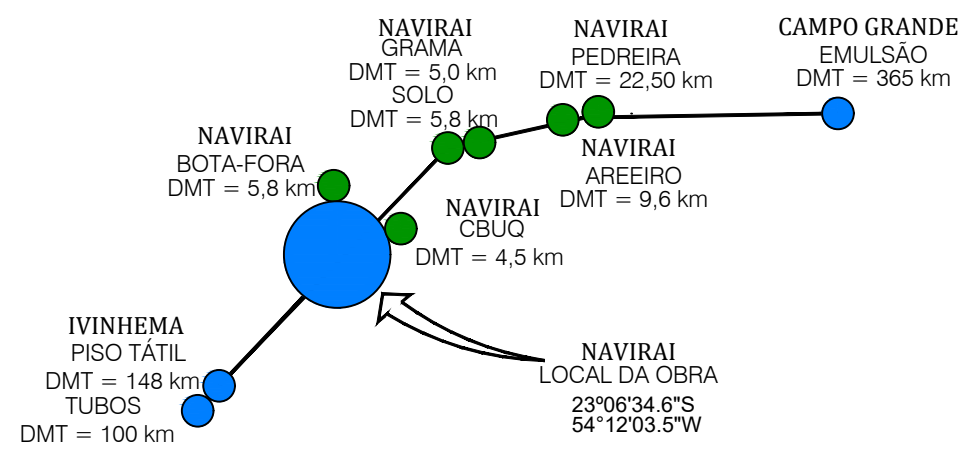 NAVIRAI
GRAMA
DMT = 5,0 km
SOLO
DMT = 5,8 km
NAVIRAI
PEDREIRA
DMT = 22,50 km
CAMPO GRANDE
EMULSÃO
DMT = 365 km
NAVIRAI
BOTA-FORA
DMT = 5,8 km
NAVIRAI
AREEIRO
DMT = 9,6 km
NAVIRAI
CBUQ
DMT = 4,5 km
IVINHEMA
PISO TÁTIL
DMT = 148 km
TUBOS
DMT = 100 km
NAVIRAI
LOCAL DA OBRA
23º06'34.6"S
54°12'03.5"W